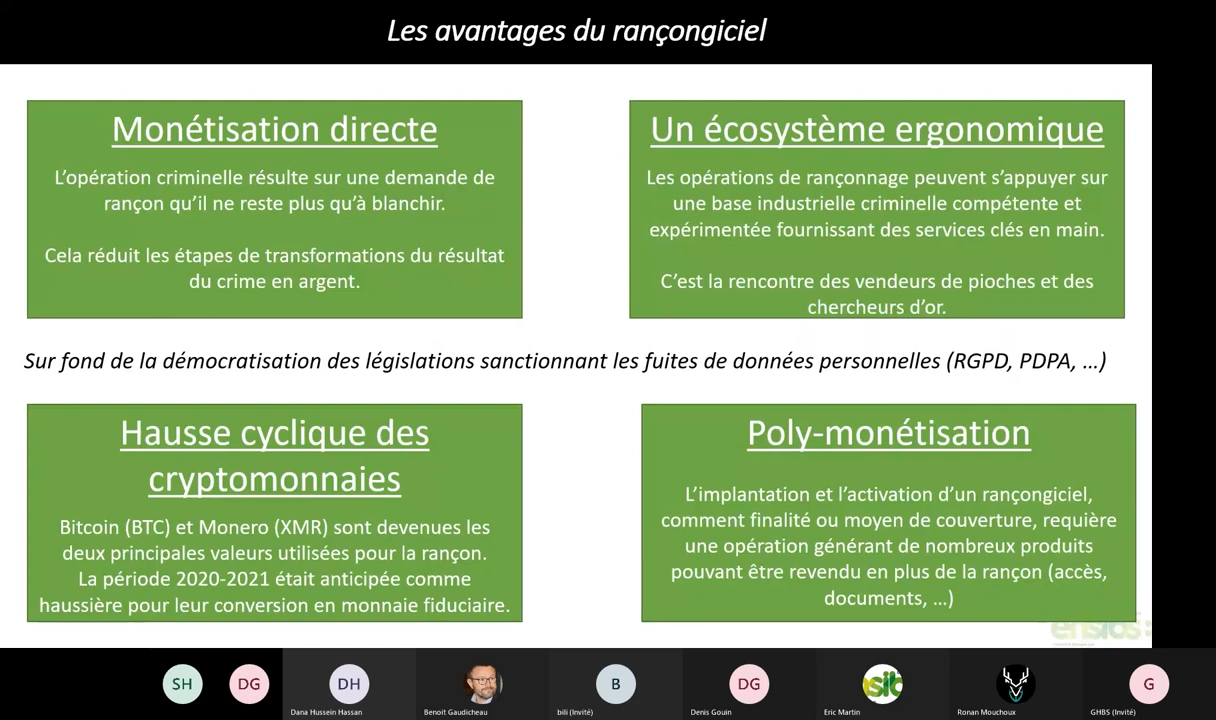 Les avantages du rançongiciel
Monétisation directe
L'opération criminelle résulte sur une demande de
rançon qu'il ne reste plus qu'à blanchir.
Cela réduit les étapes de transformations du résultat
du crime en argent.
Un écosystème ergonomique
Les opérations de rançonnage peuvent s'appuyer sur
une base industrielle criminelle compétente et
expérimentée fournissant des services clés en main.
C'est la rencontre des vendeurs de pioches et des
chercheurs d'or.
Sur fond de la démocratisation des législations sanctionnant les fuites de données personnelles (RGPD, PDPA, …)
Hausse cyclique des
cryptomonnaies
Bitcoin (BTC) et Monero (XMR) sont devenues les
deux principales valeurs utilisées pour la rançon.
La période 2020-2021 était anticipée comme
haussière pour leur conversion en monnaie fiduciaire.
Poly-monétisation
L'implantation et l'activation d'un rançongiciel,
comment finalité ou moyen de couverture, requière
une opération générant de nombreux produits
pouvant être revendu en plus de la rançon (accès,
documents, …)
SH
DG
DH
Dana Hussein Hassan
Benoit Gaudicheau
B
bili (Invité)
DG
Denis Gouin
Eric Martin
Ronan Mouchoux
G
GHBS (Invité)